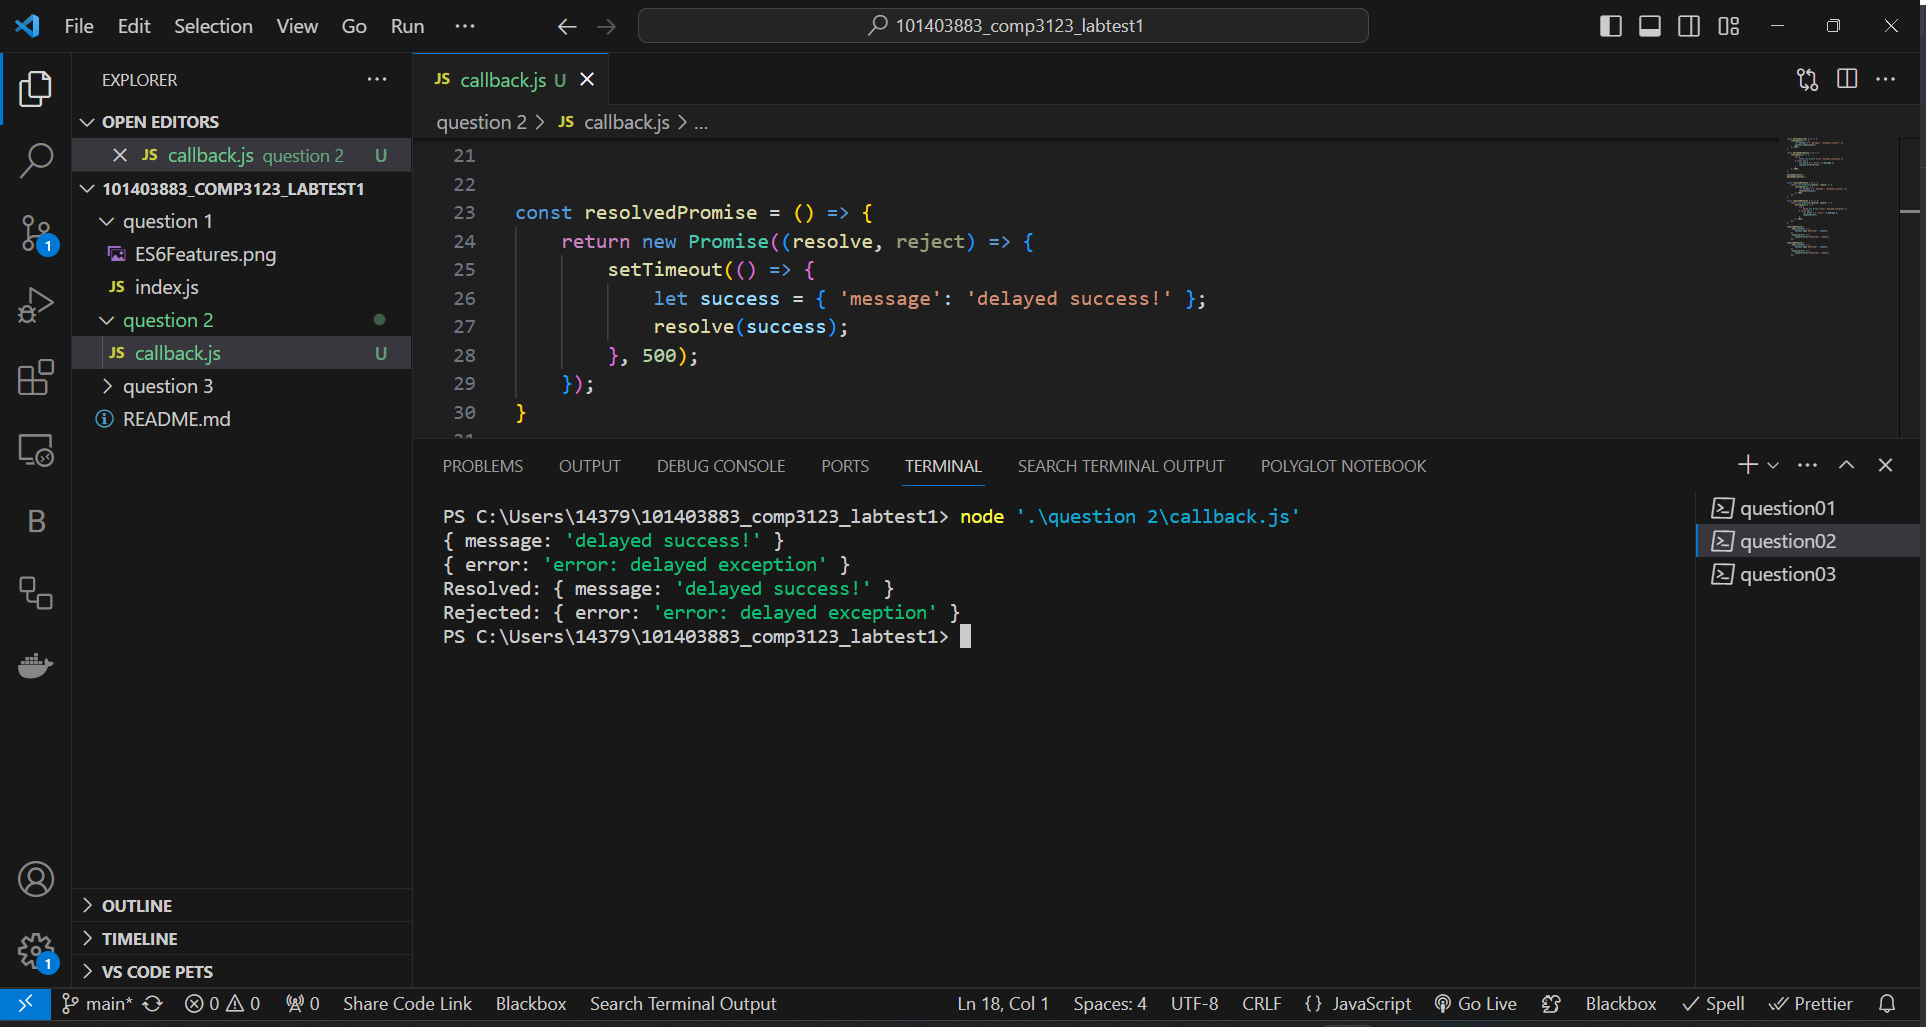 File Edit Selection View Go Run ...
101403883_comp3123_labtest1
EXPLORER
OPEN EDITORS
JS callback.js question 2 U
101403883_COMP3123_LABTEST1
question 1
ES6Features.png
JS index.js
question 2
JS callback.js U
question 3
README.md
OUTLINE
TIMELINE
VS CODE PETS
1
B
1
JS callback.js U
question 2 > JS callback.js > ...
21
22
23 const resolvedPromise = () => {
24 return new Promise((resolve, reject) => {
25 setTimeout(() => {
26 let success = { 'message': 'delayed success!' };
27 resolve(success);
28 }, 500);
29 });
30 }
PROBLEMS OUTPUT DEBUG CONSOLE PORTS TERMINAL SEARCH TERMINAL OUTPUT POLYGLOT NOTEBOOK
PS C:\Users\14379\101403883_comp3123_labtest1> node '.\question 2\callback.js'
{ message: 'delayed success!' }
{ error: 'error: delayed exception' }
Resolved: { message: 'delayed success!' }
Rejected: { error: 'error: delayed exception' }
PS C:\Users\14379\101403883_comp3123_labtest1>
question01
question02
question03
main* 0 0 0 Share Code Link Blackbox Search Terminal Output Ln 18, Col 1 Spaces: 4 UTF-8 CRLF {} JavaScript Go Live Blackbox Spell Prettier